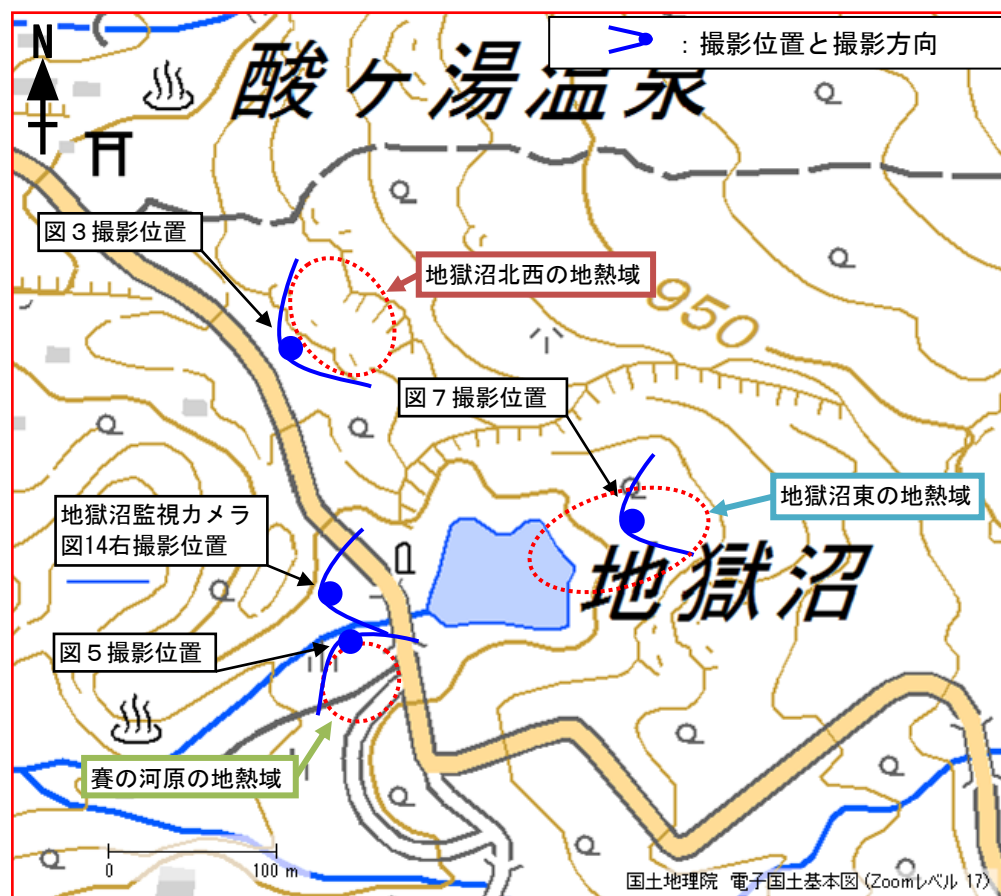 N
：撮影位置と撮影方向
酸ヶ湯温泉
図３撮影位置
地獄沼北西の地熱域
950
図７撮影位置
地獄沼東の地熱域
地獄沼監視カメラ
図14右撮影位置
地獄沼
図５撮影位置
賽の河原の地熱域
0
100 m
国土地理院 電子国土基本図 (Zoomレベル 17)